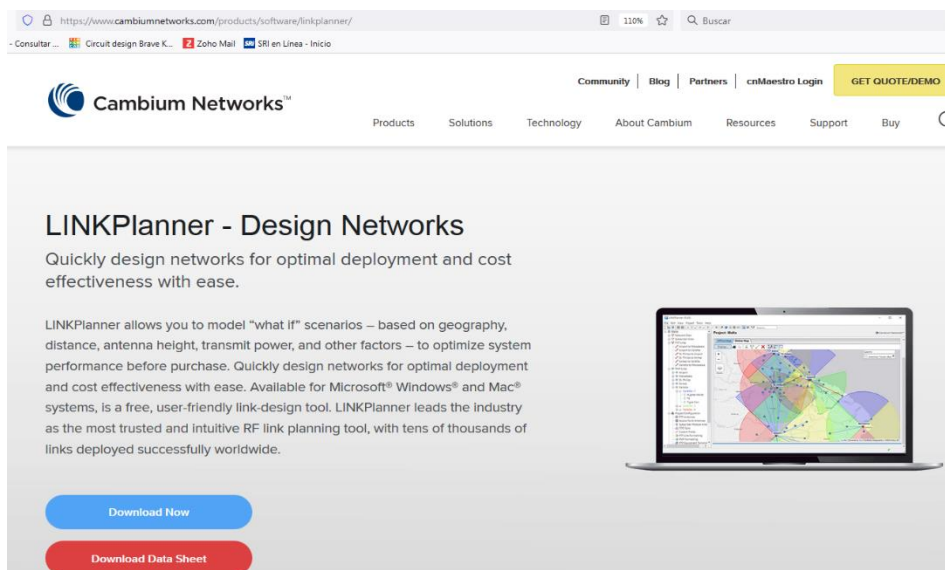 https://www.cambiumnetworks.com/products/software/linkplanner/
110%
Buscar
- Consultar ...
Circuit design Brave K...
Zoho Mail
SRI en Línea - Inicio
Community | Blog | Partners | cnMaestro Login
GET QUOTE/DEMO
Cambium Networks™
Products Solutions Technology About Cambium Resources Support Buy
LINKPlanner - Design Networks
Quickly design networks for optimal deployment and cost
effectiveness with ease.
LINKPlanner allows you to model “what if” scenarios – based on geography,
distance, antenna height, transmit power, and other factors – to optimize system
performance before purchase. Quickly design networks for optimal deployment
and cost effectiveness with ease. Available for Microsoft® Windows® and Mac®
systems, is a free, user-friendly link-design tool. LINKPlanner leads the industry
as the most trusted and intuitive RF link planning tool, with tens of thousands of
links deployed successfully worldwide.
Download Now
Download Data Sheet